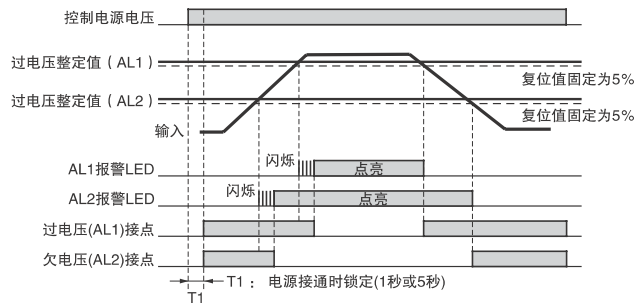 控制电源电压
过电压整定值（AL1）
复位值固定为5%
过电压整定值（AL2）
复位值固定为5%
输入
AL1报警LED
闪烁
点亮
AL2报警LED
闪烁
点亮
过电压(AL1)接点
欠电压(AL2)接点
T1： 电源接通时锁定(1秒或5秒)
T1